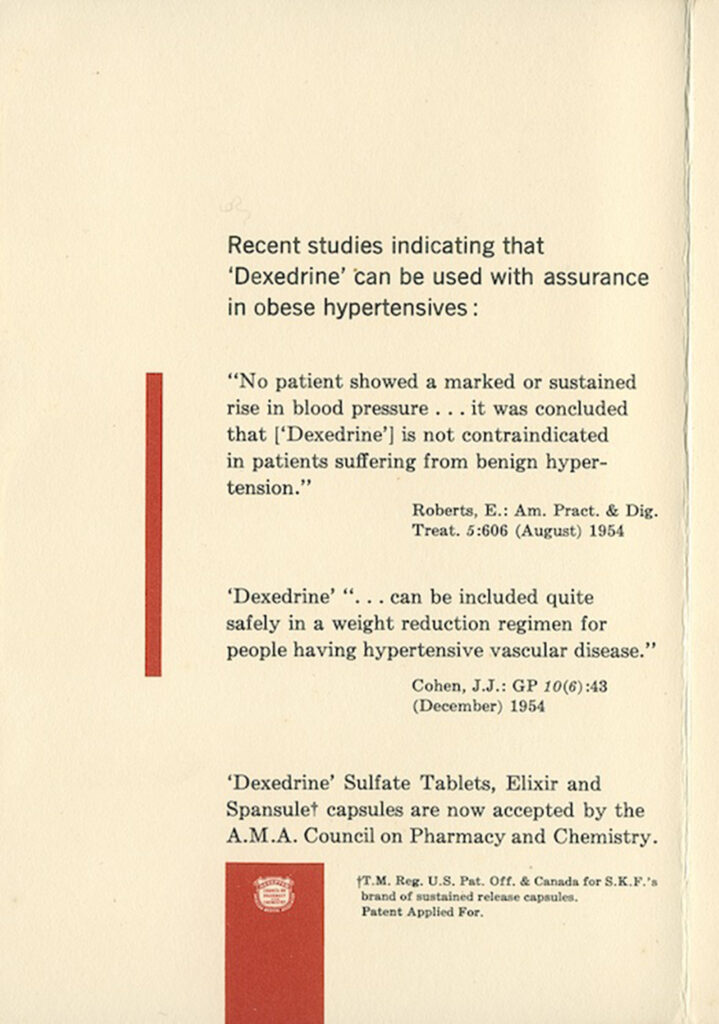 Recent studies indicating that
'Dexedrine' can be used with assurance
in obese hypertensives:
"No patient showed a marked or sustained
rise in blood pressure . . . it was concluded
that ['Dexedrine'] is not contraindicated
in patients suffering from benign hyper-
tension."
Roberts, E.: Am. Pract. & Dig.
Treat. 5:606 (August) 1954
'Dexedrine' ". . . can be included quite
safely in a weight reduction regimen for
people having hypertensive vascular disease."
Cohen, J.J.: GP 10(6):43
(December) 1954
'Dexedrine' Sulfate Tablets, Elixir and
Spansule† capsules are now accepted by the
A.M.A. Council on Pharmacy and Chemistry.
ACCEPTED
†T.M. Reg. U.S. Pat. Off. & Canada for S.K.F.'s
brand of sustained release capsules.
Patent Applied For.